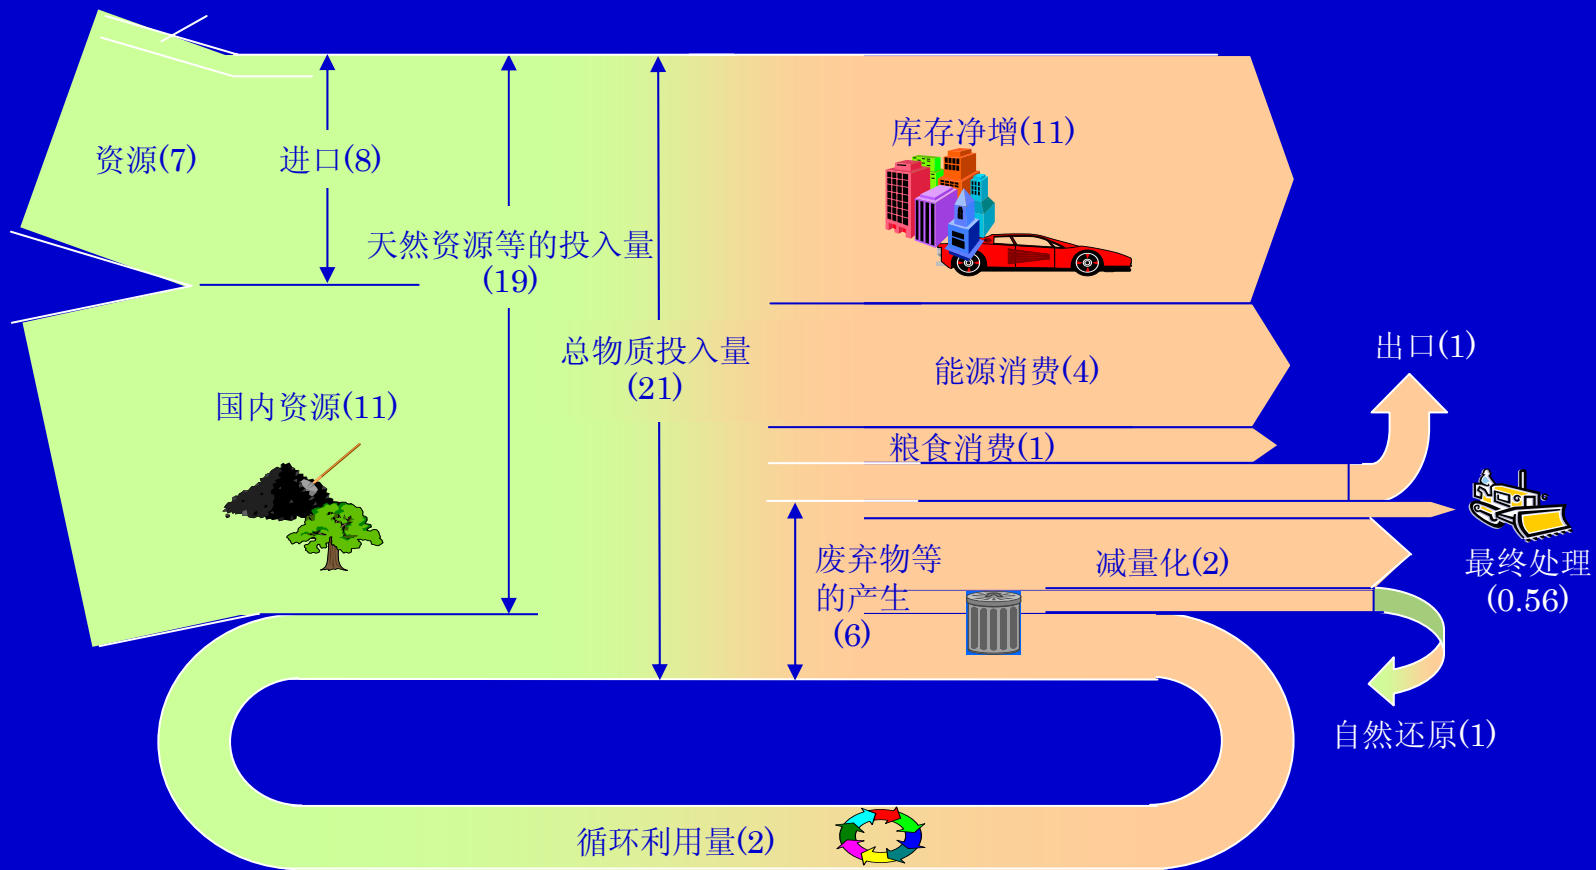 库存净增(11)
资源(7)
进口(8)
天然资源等的投入量
(19)
总物质投入量
(21)
出口(1)
能源消费(4)
国内资源(11)
粮食消费(1)
废弃物等
的产生
(6)
减量化(2)
最终处理
(0.56)
自然还原(1)
循环利用量(2)